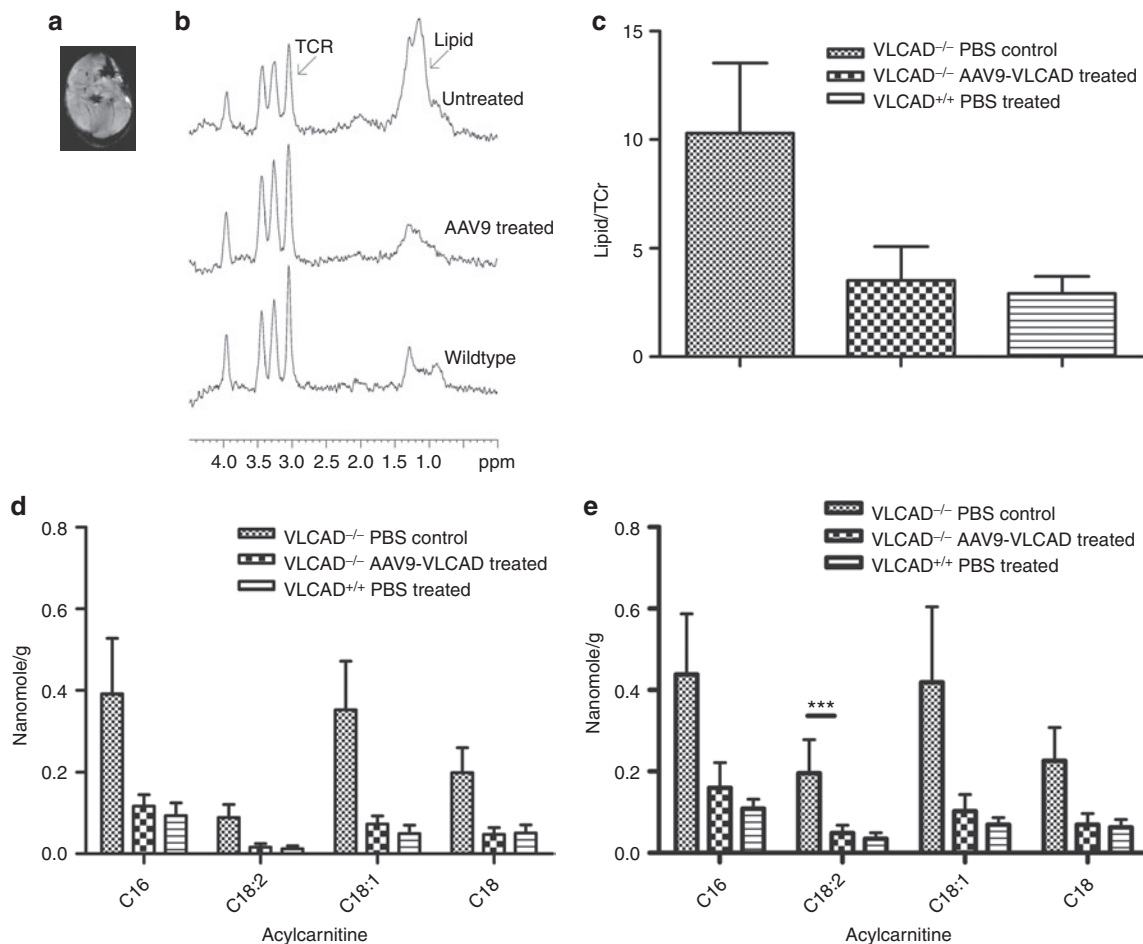 a
b
TCR
Lipid
Untreated
AAV9 treated
Wildtype
4.0 3.5 3.0 2.5 2.0 1.5 1.0 ppm
c
15
10
5
0
Lipid/TCr
VLCAD−/− PBS control
VLCAD−/− AAV9-VLCAD treated
VLCAD+/+ PBS treated
d
0.8
0.6
0.4
0.2
0.0
Nanomole/g
VLCAD−/− PBS control
VLCAD−/− AAV9-VLCAD treated
VLCAD+/+ PBS treated
C16 C18:2 C18:1 C18
Acylcarnitine
e
0.8
0.6
0.4
0.2
0.0
Nanomole/g
VLCAD−/− PBS control
VLCAD−/− AAV9-VLCAD treated
VLCAD+/+ PBS treated
***
C16 C18:2 C18:1 C18
Acylcarnitine